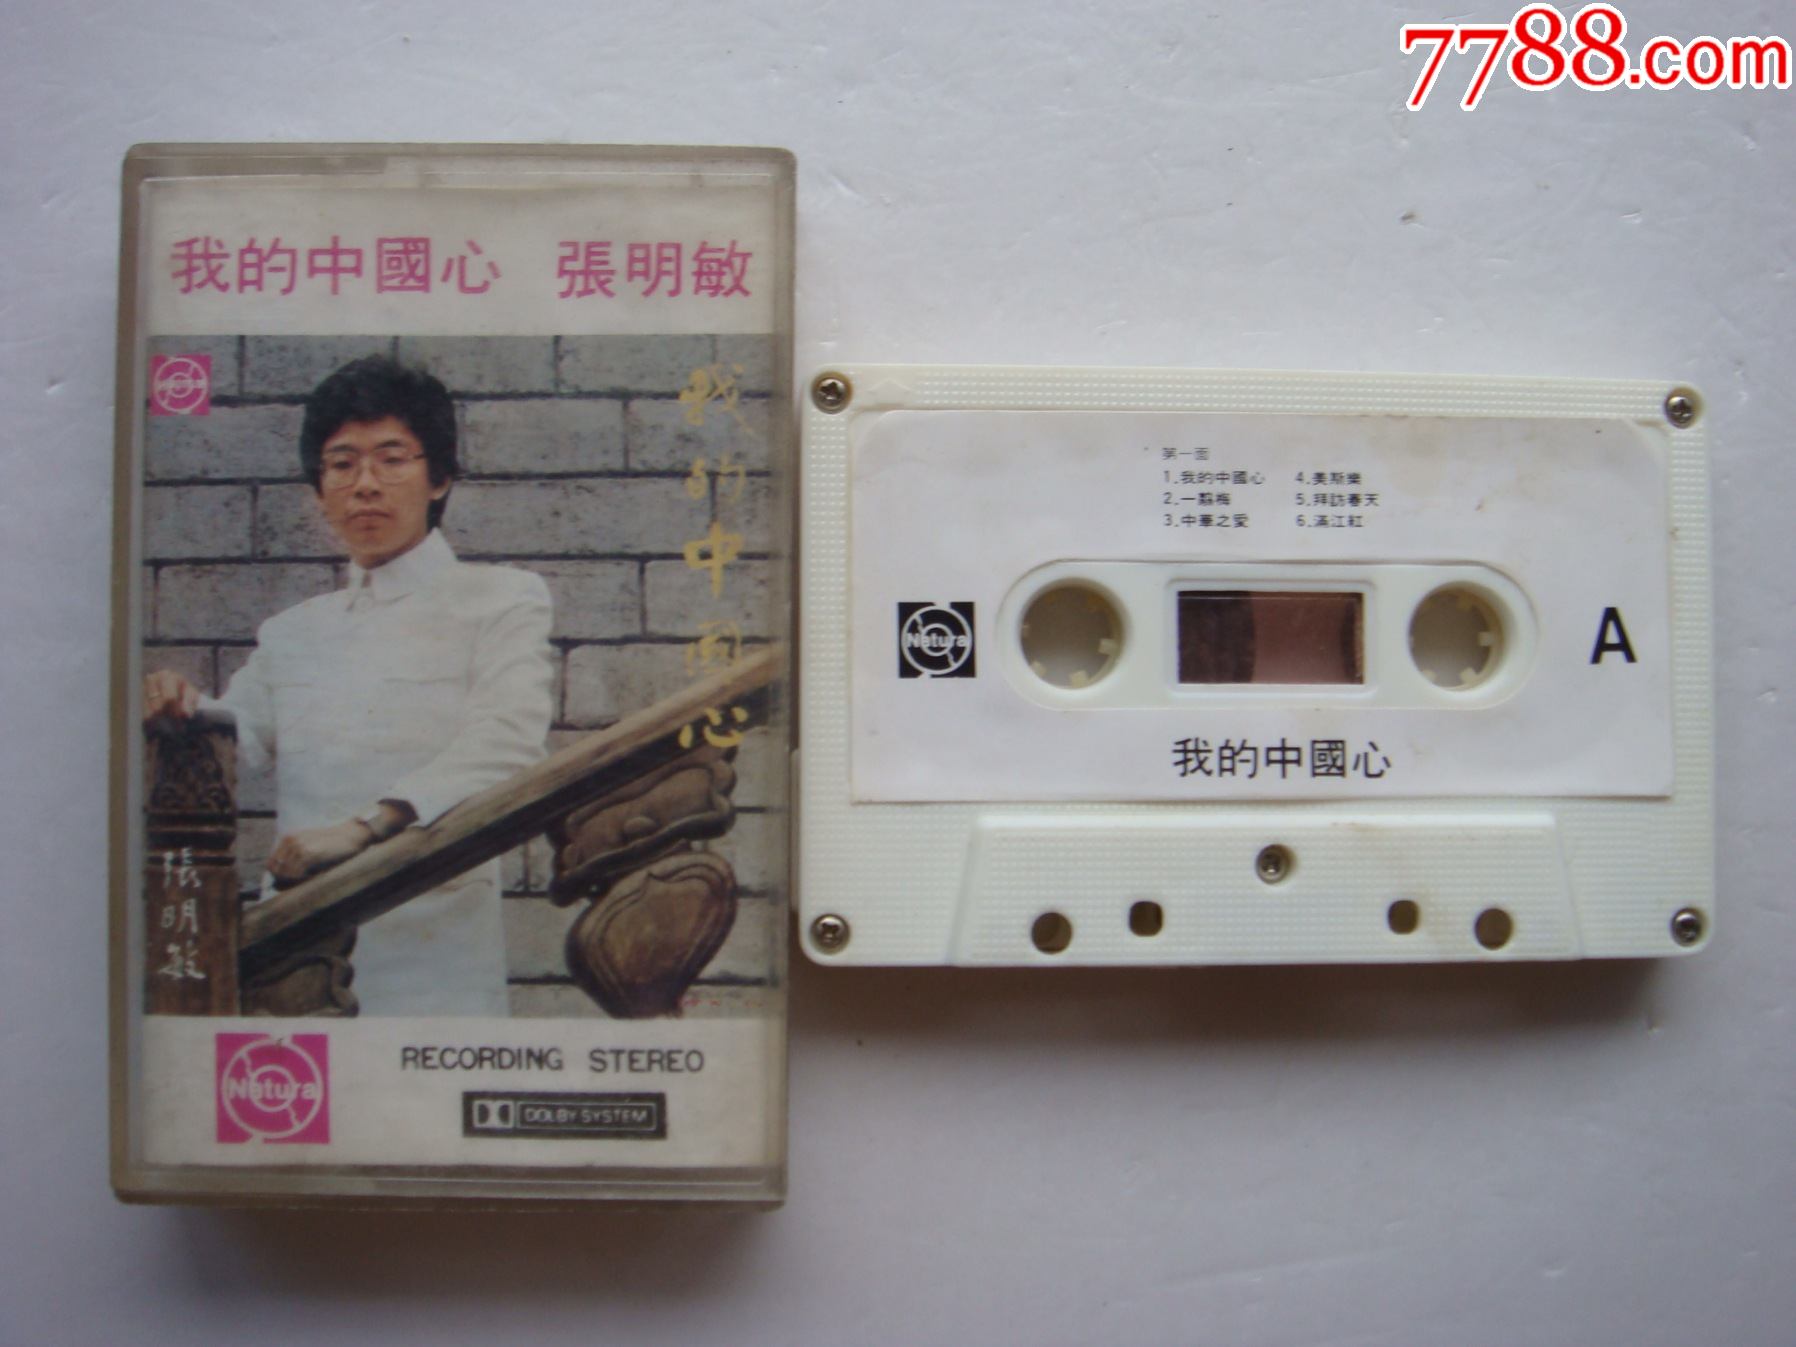 7788.com
我的中國心 張明敏
Natura
我的中國心
張明敏
Natura
RECORDING STEREO
DOLBY SYSTEM
第一面
1.我的中國心 4.美斯樂
2.一翦梅 5.拜訪春天
3.中華之愛 6.滿江紅
Natura
A
我的中國心